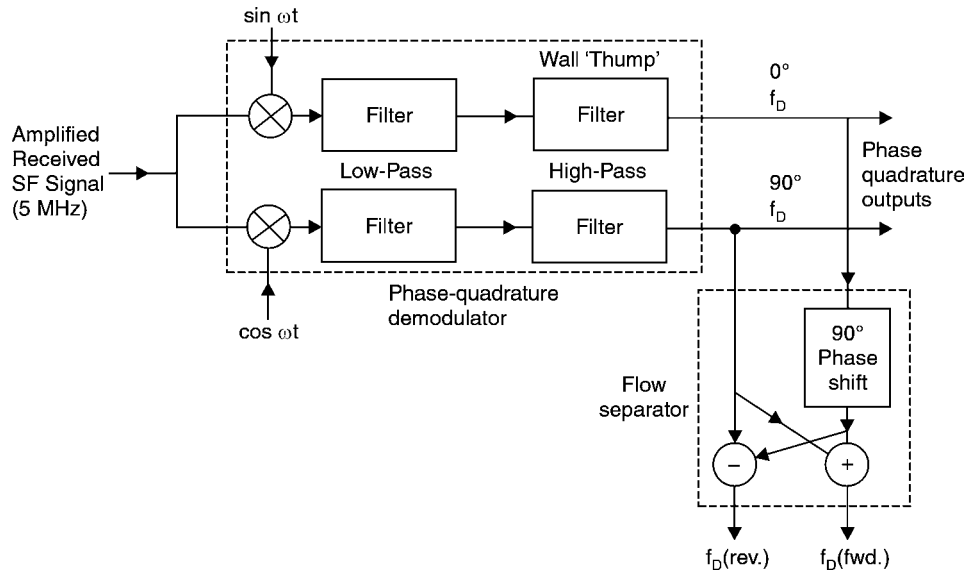 sin ωt
Wall ‘Thump’
0°
f_D
Filter
Filter
Amplified
Received
SF Signal
(5 MHz)
Low-Pass
High-Pass
Phase
quadrature
outputs
90°
f_D
Filter
Filter
Phase-quadrature
demodulator
cos ωt
90°
Phase
shift
Flow
separator
–
+
f_D(rev.)
f_D(fwd.)